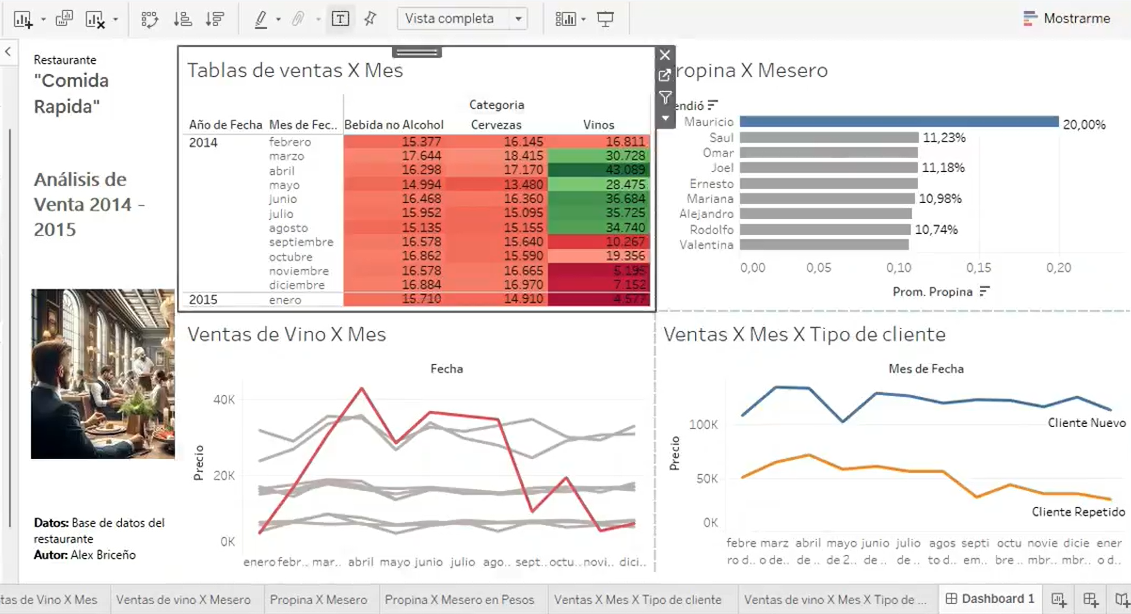 Vista completa
Mostrarme
Restaurante
"Comida
Rapida"
Análisis de
Venta 2014 -
2015
Datos: Base de datos del
restaurante
Autor: Alex Briceño
Tablas de ventas X Mes
Categoria
Año de Fecha Mes de Fec.. Bebida no Alcohol Cervezas Vinos
2014 febrero 15.377 16.145 16.811
marzo 17.644 18.415 30.728
abril 16.298 17.170 43.089
mayo 14.994 13.480 28.475
junio 16.468 16.360 36.684
julio 15.952 15.095 35.725
agosto 15.135 15.155 34.740
septiembre 16.578 15.640 10.267
octubre 16.862 15.590 19.356
noviembre 16.578 16.665 5.195
diciembre 16.884 16.970 7.152
2015 enero 15.710 14.910 4.577
ropina X Mesero
endió
Mauricio 20,00%
Saul 11,23%
Omar
Joel 11,18%
Ernesto
Mariana 10,98%
Alejandro
Rodolfo 10,74%
Valentina
0,00 0,05 0,10 0,15 0,20
Prom. Propina
Ventas de Vino X Mes
Fecha
Precio
40K
20K
0K
enero febr.. mar.. abril mayo junio julio ago.. sept.. octu.. novi.. dici..
Ventas X Mes X Tipo de cliente
Mes de Fecha
Precio
100K
50K
0K
Cliente Nuevo
Cliente Repetido
febre marz abril mayo junio julio agos septi octu novie dicie ener
ro d.. o de.. de .. de 2.. de .. de .. to d.. em.. bre .. mbr.. mbr.. o d..
tas de Vino X Mes
Ventas de vino X Mesero
Propina X Mesero
Propina X Mesero en Pesos
Ventas X Mes X Tipo de cliente
Ventas de vino X Mes X Tipo de ...
Dashboard 1